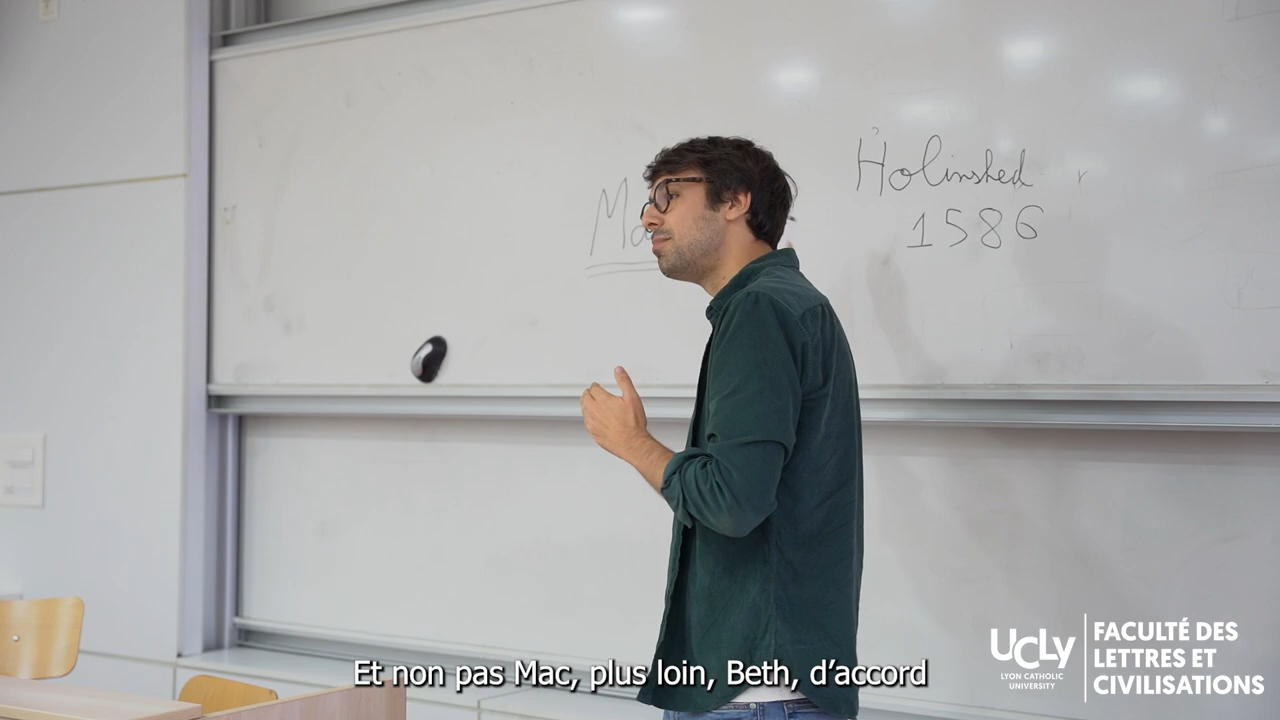 Holinshed
1586
Et non pas Mac, plus loin, Beth, d’accord
UCLy
LYON CATHOLIC
UNIVERSITY
FACULTÉ DES
LETTRES ET
CIVILISATIONS